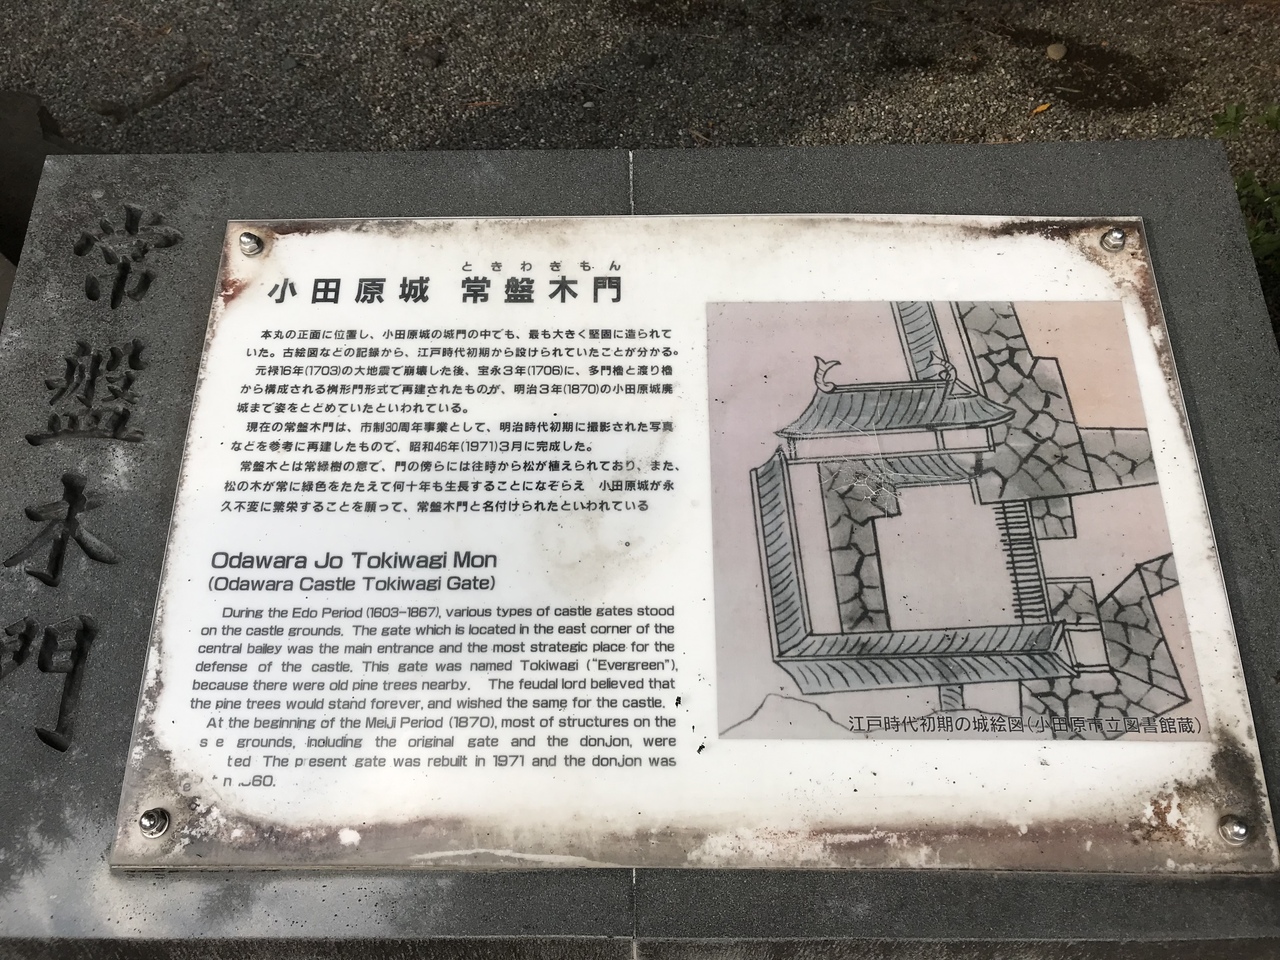 常盤木門
ときわきもん
小田原城 常盤木門
本丸の正面に位置し、小田原城の城門の中でも、最も大きく堅固に造られて
いた。古絵図などの記録から、江戸時代初期から設けられていたことが分かる。
元禄16年(1703)の大地震で崩壊した後、宝永3年(1706)に、多門櫓と渡り櫓
から構成される桝形門形式で再建されたものが、明治3年(1870)の小田原城廃
城まで姿をとどめていたといわれている。
現在の常盤木門は、市制30周年事業として、明治時代初期に撮影された写真
などを参考に再建したもので、昭和46年(1971)3月に完成した。
常盤木とは常緑樹の意で、門の傍らには往時から松が植えられており、また、
松の木が常に緑色をたたえて何十年も生長することになぞらえ 小田原城が永
久不変に繁栄することを願って、常盤木門と名付けられたといわれている
Odawara Jo Tokiwagi Mon
(Odawara Castle Tokiwagi Gate)
During the Edo Period (1603-1867), various types of castle gates stood
on the castle grounds. The gate which is located in the east corner of the
central bailey was the main entrance and the most strategic place for the
defense of the castle. This gate was named Tokiwagi ("Evergreen"),
because there were old pine trees nearby. The feudal lord believed that
the pine trees would stand forever, and wished the same for the castle.
At the beginning of the Meiji Period (1870), most of structures on the
grounds, including the original gate and the donjon, were
The present gate was rebuilt in 1971 and the donjon was
江戸時代初期の城絵図(小田原市立図書館蔵)